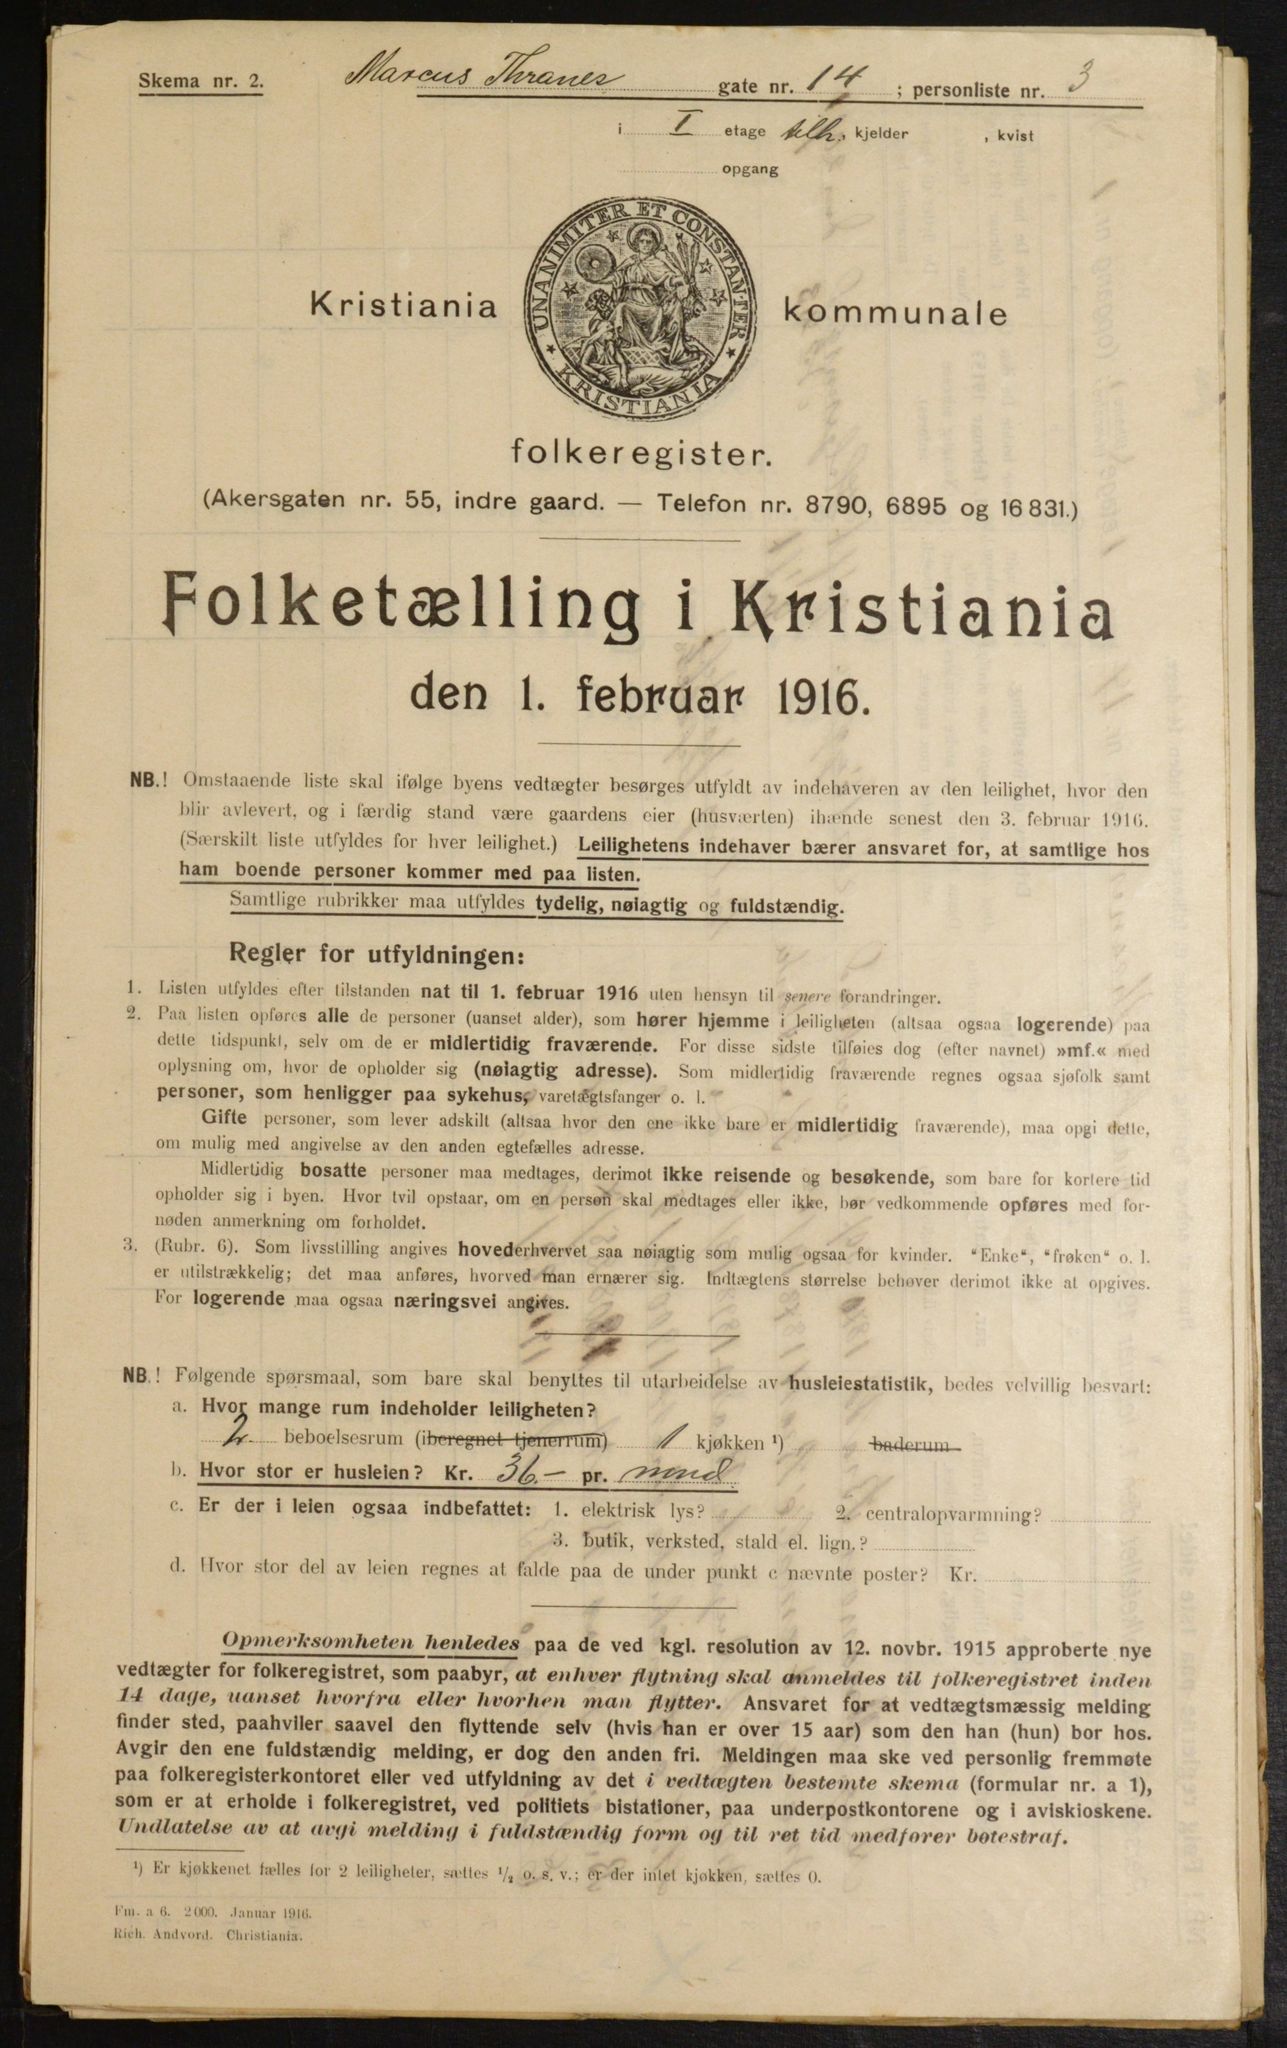 Skema nr. 2. Marcus Thranes gate nr. 14; personliste nr. 3
i I etage tilh., kjelder , kvist
opgang
UNANIMITER ET CONSTANTER
KRISTIANIA
Kristiania kommunale
folkeregister.
(Akersgaten nr. 55, indre gaard. — Telefon nr. 8790, 6895 og 16 831.)
Folketælling i Kristiania
den 1. februar 1916.
NB.! Omstaaende liste skal ifølge byens vedtægter besørges utfyldt av indehaveren av den leilighet, hvor den
blir avlevert, og i færdig stand være gaardens eier (husværten) ihænde senest den 3. februar 1916.
(Særskilt liste utfyldes for hver leilighet.) Leilighetens indehaver bærer ansvaret for, at samtlige hos
ham boende personer kommer med paa listen.
Samtlige rubrikker maa utfyldes tydelig, nøiagtig og fuldstændig.
Regler for utfyldningen:
1. Listen utfyldes efter tilstanden nat til 1. februar 1916 uten hensyn til senere forandringer.
2. Paa listen opføres alle de personer (uanset alder), som hører hjemme i leiligheten (altsaa ogsaa logerende) paa
dette tidspunkt, selv om de er midlertidig fraværende. For disse sidste tilføies dog (efter navnet) »mf.« med
oplysning om, hvor de opholder sig (nøiagtig adresse). Som midlertidig fraværende regnes ogsaa sjøfolk samt
personer, som henligger paa sykehus, varetægtsfanger o. l.
Gifte personer, som lever adskilt (altsaa hvor den ene ikke bare er midlertidig fraværende), maa opgi dette,
om mulig med angivelse av den anden egtefælles adresse.
Midlertidig bosatte personer maa medtages, derimot ikke reisende og besøkende, som bare for kortere tid
opholder sig i byen. Hvor tvil opstaar, om en person skal medtages eller ikke, bør vedkommende opføres med for-
nøden anmerkning om forholdet.
3. (Rubr. 6). Som livsstilling angives hovederhvervet saa nøiagtig som mulig ogsaa for kvinder. "Enke", "frøken" o. l.
er utilstrækkelig; det maa anføres, hvorved man ernærer sig. Indtægtens størrelse behøver derimot ikke at opgives.
For logerende maa ogsaa næringsvei angives.
NB.! Følgende spørsmaal, som bare skal benyttes til utarbeidelse av husleiestatistik, bedes velvillig besvart:
a. Hvor mange rum indeholder leiligheten?
2 beboelsesrum (iberegnet tjenerrum) 1 kjøkken ¹) baderum
b. Hvor stor er husleien? Kr. 36.- pr. mnd
c. Er der i leien ogsaa indbefattet: 1. elektrisk lys? 2. centralopvarmning?
3. butik, verksted, stald el. lign.?
d. Hvor stor del av leien regnes at falde paa de under punkt c nævnte poster? Kr.
Opmerksomheten henledes paa de ved kgl. resolution av 12. novbr. 1915 approberte nye
vedtægter for folkeregistret, som paabyr, at enhver flytning skal anmeldes til folkeregistret inden
14 dage, uanset hvorfra eller hvorhen man flytter. Ansvaret for at vedtægtsmæssig melding
finder sted, paahviler saavel den flyttende selv (hvis han er over 15 aar) som den han (hun) bor hos.
Avgir den ene fuldstændig melding, er dog den anden fri. Meldingen maa ske ved personlig fremmøte
paa folkeregisterkontoret eller ved utfyldning av det i vedtægten bestemte skema (formular nr. a 1),
som er at erholde i folkeregistret, ved politiets bistationer, paa underpostkontorene og i aviskioskene.
Undlatelse av at avgi melding i fuldstændig form og til ret tid medfører bøtestraf.
¹) Er kjøkkenet fælles for 2 leiligheter, sættes ½ o. s. v.; er der intet kjøkken, sættes 0.
Fm. a 6. 2000. Januar 1916.
Rich. Andvord. Christiania.